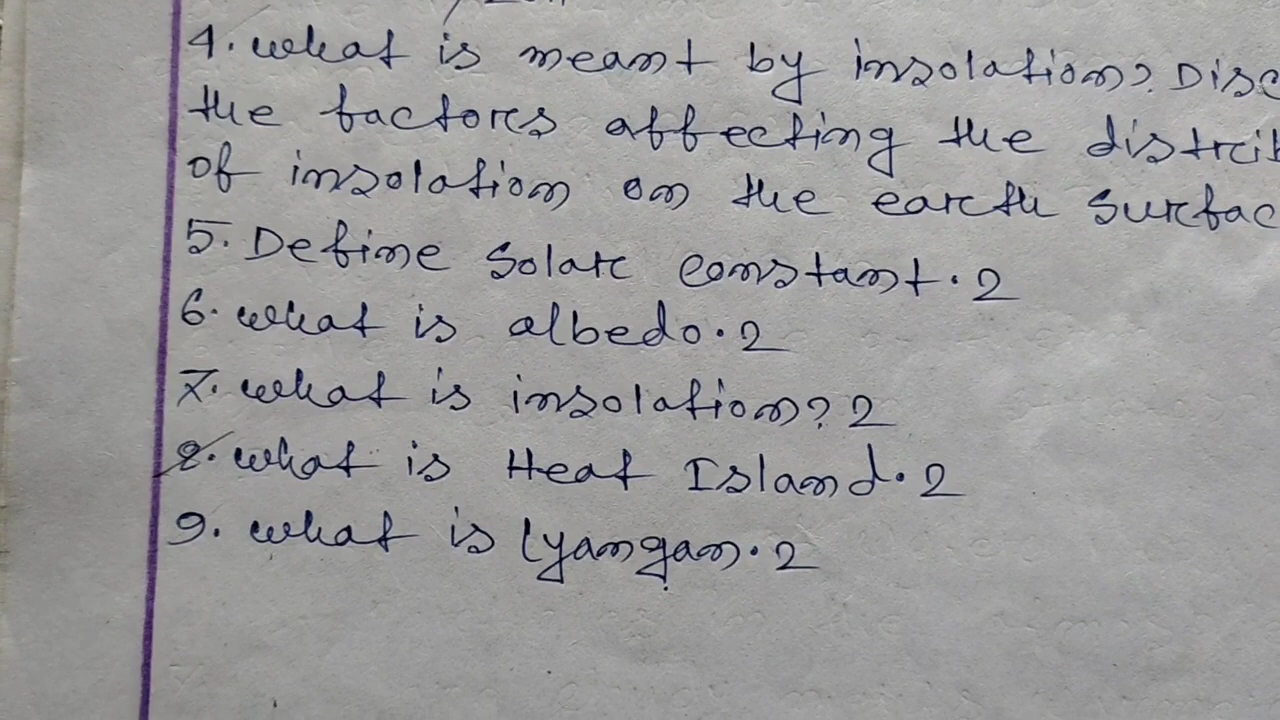 4. what is meant by insolation? Disc
the factors affecting the distrib
of insolation on the earth surfac
5. Define solar constant. 2
6. what is albedo. 2
7. what is insolation? 2
8. what is Heat Island. 2
9. what is lyangan. 2